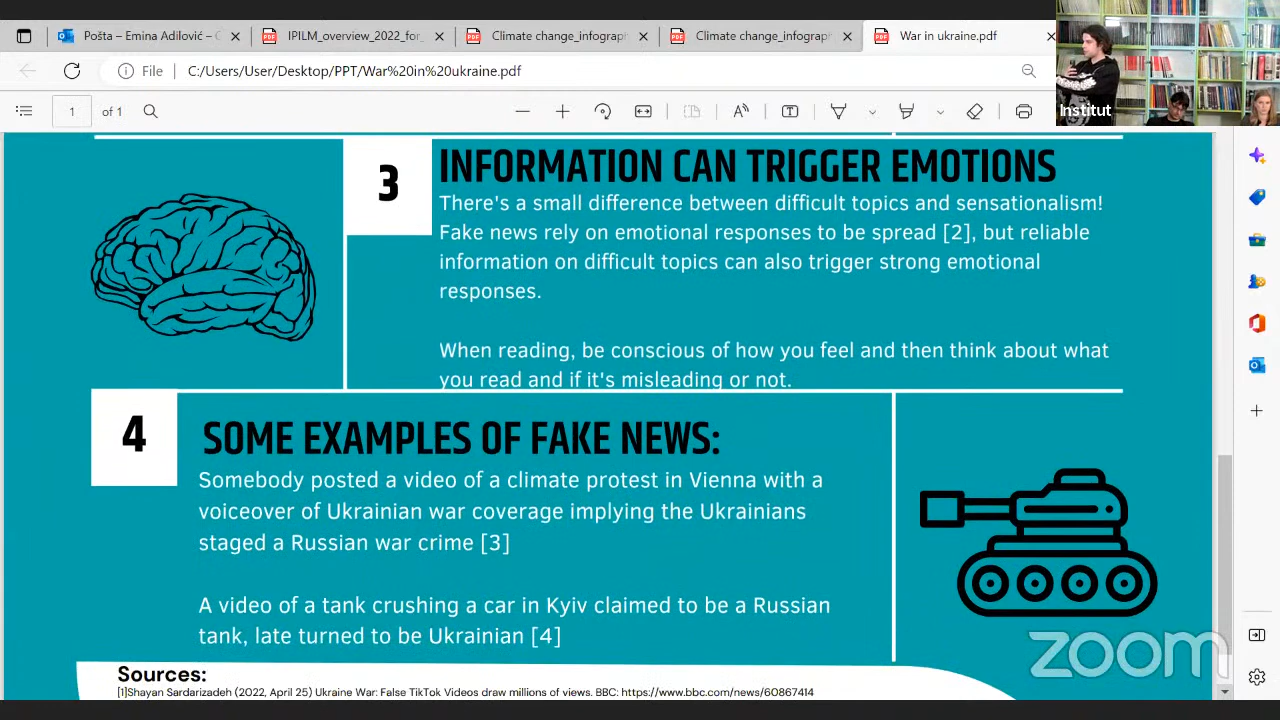 Pošta – Emina Adilović – 
IPILM_overview_2022_for_
Climate change_infograph
Climate change_infograph
War in ukraine.pdf
File
C:/Users/User/Desktop/PPT/War%20in%20ukraine.pdf
Institut
1 of 1
3
INFORMATION CAN TRIGGER EMOTIONS
There's a small difference between difficult topics and sensationalism!
Fake news rely on emotional responses to be spread [2], but reliable
information on difficult topics can also trigger strong emotional
responses.
When reading, be conscious of how you feel and then think about what
you read and if it's misleading or not.
4
SOME EXAMPLES OF FAKE NEWS:
Somebody posted a video of a climate protest in Vienna with a
voiceover of Ukrainian war coverage implying the Ukrainians
staged a Russian war crime [3]
A video of a tank crushing a car in Kyiv claimed to be a Russian
tank, late turned to be Ukrainian [4]
zoom
Sources:
[1]Shayan Sardarizadeh (2022, April 25) Ukraine War: False TikTok Videos draw millions of views. BBC: https://www.bbc.com/news/60867414